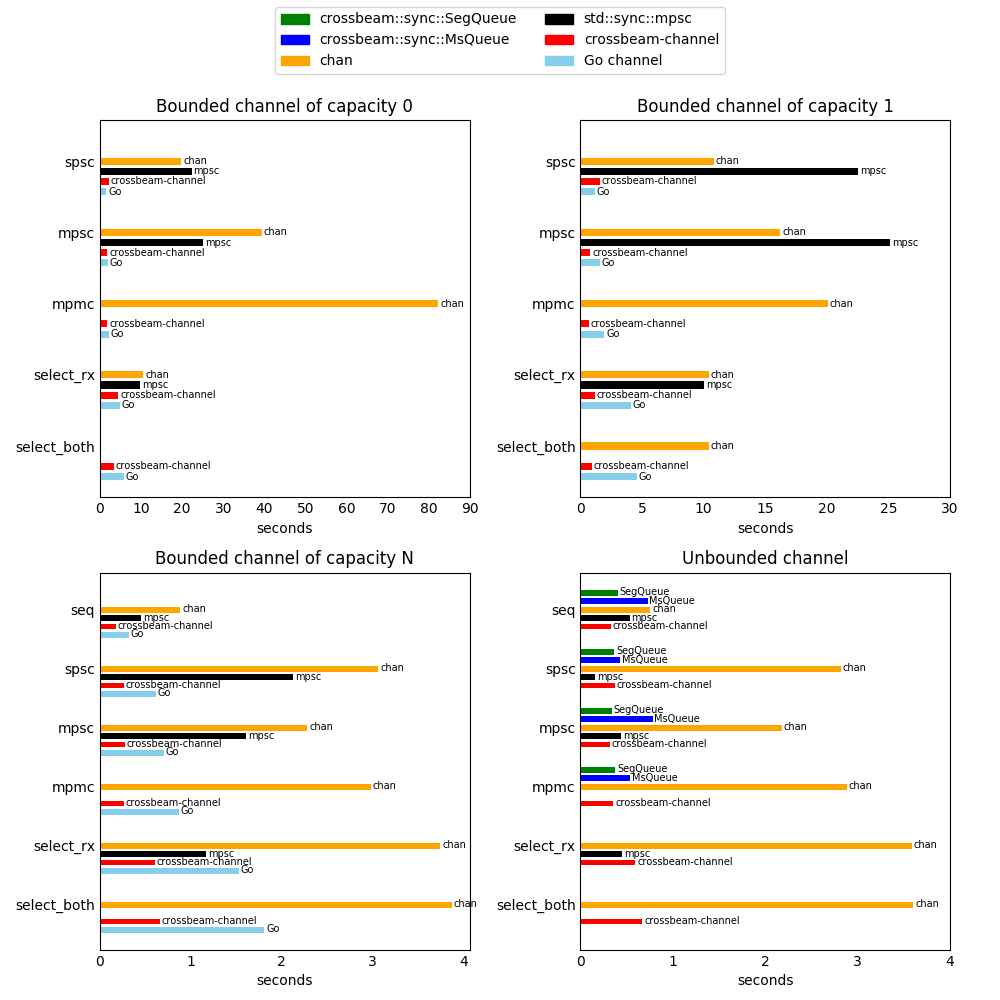 crossbeam::sync::SegQueue
crossbeam::sync::MsQueue
chan
std::sync::mpsc
crossbeam-channel
Go channel
Bounded channel of capacity 0
spsc
chan
mpsc
crossbeam-channel
Go
mpsc
chan
mpsc
crossbeam-channel
Go
mpmc
chan
crossbeam-channel
Go
select_rx
chan
mpsc
crossbeam-channel
Go
select_both
crossbeam-channel
Go
0 10 20 30 40 50 60 70 80 90
seconds
Bounded channel of capacity 1
spsc
chan
mpsc
crossbeam-channel
Go
mpsc
chan
mpsc
crossbeam-channel
Go
mpmc
chan
crossbeam-channel
Go
select_rx
chan
mpsc
crossbeam-channel
Go
select_both
chan
crossbeam-channel
Go
0 5 10 15 20 25 30
seconds
Bounded channel of capacity N
seq
chan
mpsc
crossbeam-channel
Go
spsc
chan
mpsc
crossbeam-channel
Go
mpsc
chan
mpsc
crossbeam-channel
Go
mpmc
chan
crossbeam-channel
Go
select_rx
chan
mpsc
crossbeam-channel
Go
select_both
chan
crossbeam-channel
Go
0 1 2 3 4
seconds
Unbounded channel
SegQueue
MsQueue
seq
chan
mpsc
crossbeam-channel
SegQueue
MsQueue
spsc
chan
mpsc
crossbeam-channel
SegQueue
MsQueue
mpsc
chan
mpsc
crossbeam-channel
SegQueue
MsQueue
mpmc
chan
crossbeam-channel
select_rx
chan
mpsc
crossbeam-channel
select_both
chan
crossbeam-channel
0 1 2 3 4
seconds